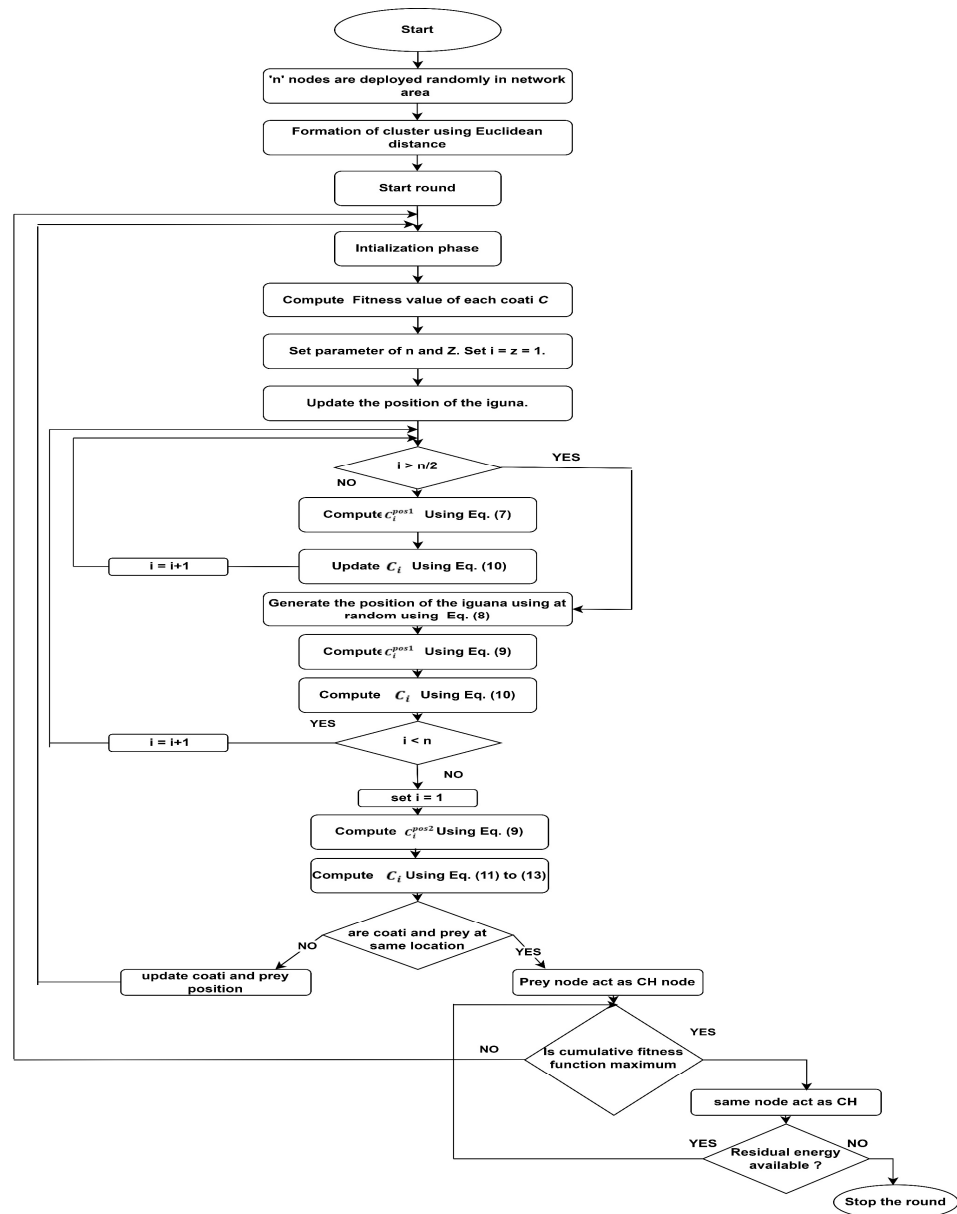 Start
'n' nodes are deployed randomly in network
area
Formation of cluster using Euclidean
distance
Start round
Intialization phase
Compute Fitness value of each coati C
Set parameter of n and Z. Set i = z = 1.
Update the position of the iguna.
i > n/2
YES
NO
Compute C_i^{pos1} Using Eq. (7)
i = i+1
Update C_i Using Eq. (10)
Generate the position of the iguana using at
random using Eq. (8)
Compute C_i^{pos1} Using Eq. (9)
Compute C_i Using Eq. (10)
YES
i = i+1
i < n
NO
set i = 1
Compute C_i^{pos2} Using Eq. (9)
Compute C_i Using Eq. (11) to (13)
are coati and prey at
same location
NO
YES
update coati and prey
position
Prey node act as CH node
YES
NO
Is cumulative fitness
function maximum
same node act as CH
YES
NO
Residual energy
available ?
Stop the round